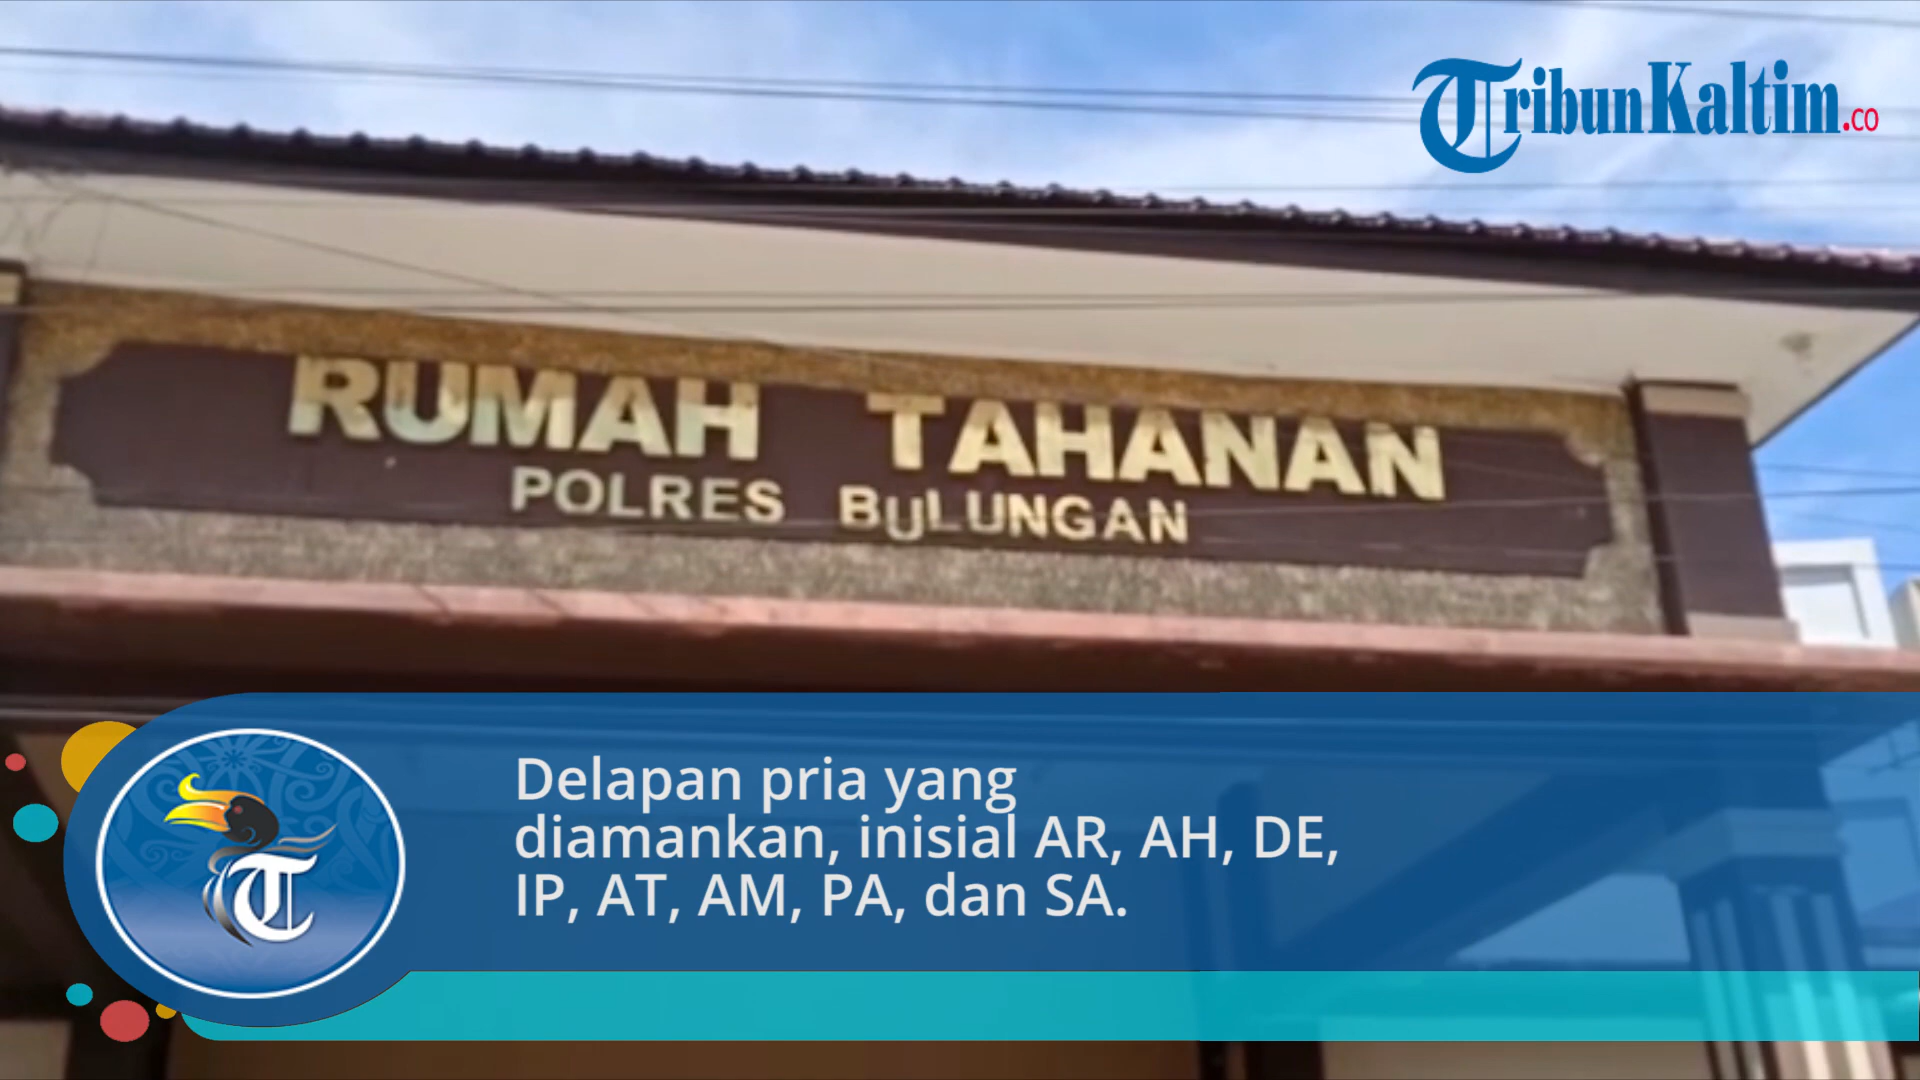 TribunKaltim.co
RUMAH TAHANAN
POLRES BULUNGAN
Delapan pria yang
diamankan, inisial AR, AH, DE,
IP, AT, AM, PA, dan SA.
T